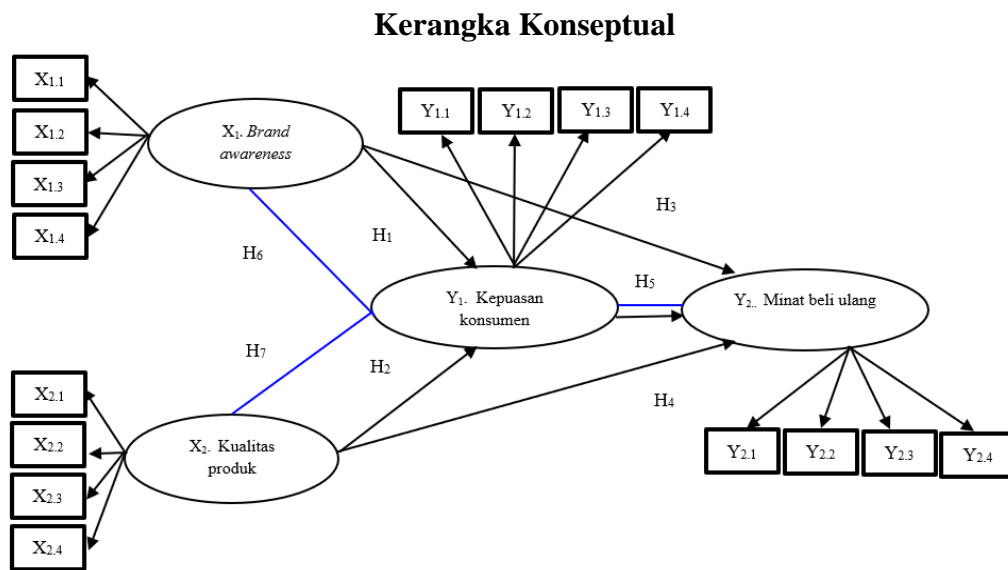 Kerangka Konseptual
X1.1
X1.2
X1.3
X1.4
X1. Brand
awareness
Y1.1
Y1.2
Y1.3
Y1.4
H3
H1
H6
H5
Y1. Kepuasan
konsumen
Y2.. Minat beli ulang
H7
H2
H4
X2.1
X2.2
X2.3
X2.4
X2. Kualitas
produk
Y2.1
Y2.2
Y2.3
Y2.4